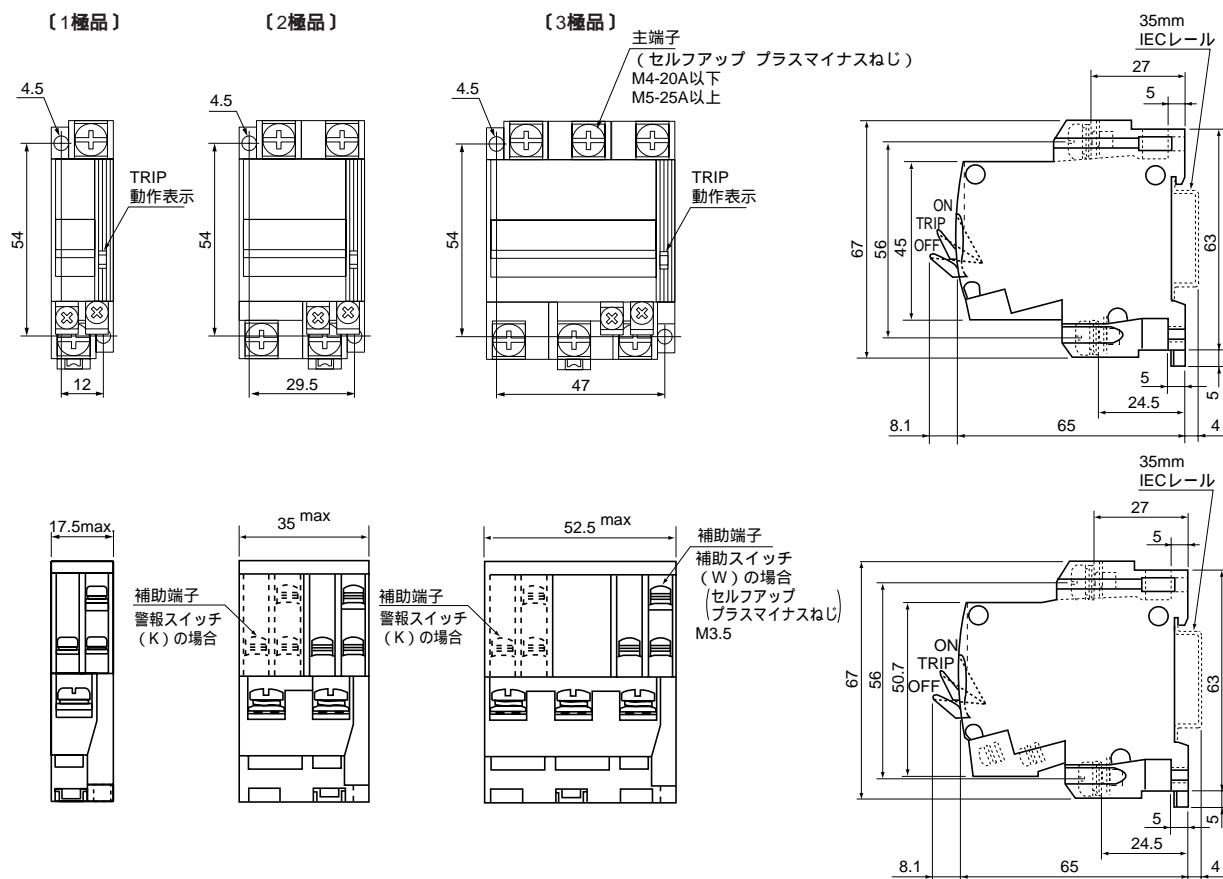 〔1極品〕
〔2極品〕
〔3極品〕
主端子
(セルフアップ プラスマイナスねじ)
M4-20A以下
M5-25A以上
4.5
54
TRIP
動作表示
12
4.5
54
29.5
4.5
54
TRIP
動作表示
47
35mm
IECレール
27
5
67
56
45
ON
TRIP
OFF
63
5
5
24.5
8.1
65
4
17.5max
35 max
52.5 max
補助端子
警報スイッチ
(K)の場合
補助端子
警報スイッチ
(K)の場合
補助端子
補助スイッチ
(W)の場合
(セルフアップ
プラスマイナスねじ)
M3.5
35mm
IECレール
27
5
67
56
50.7
ON
TRIP
OFF
63
5
5
24.5
8.1
65
4